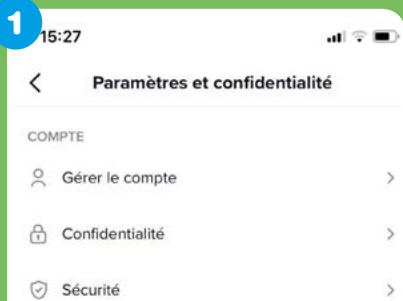 1
15:27
Paramètres et confidentialité
COMPTE
Gérer le compte
Confidentialité
Sécurité